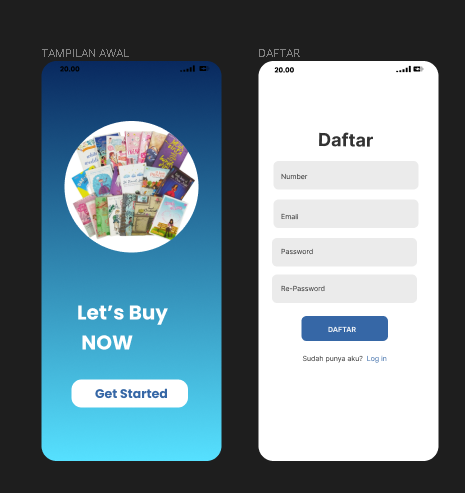 TAMPILAN AWAL
20.00
Let's Buy
NOW
Get Started
DAFTAR
20.00
Daftar
Number
Email
Password
Re-Password
DAFTAR
Sudah punya aku? Log in